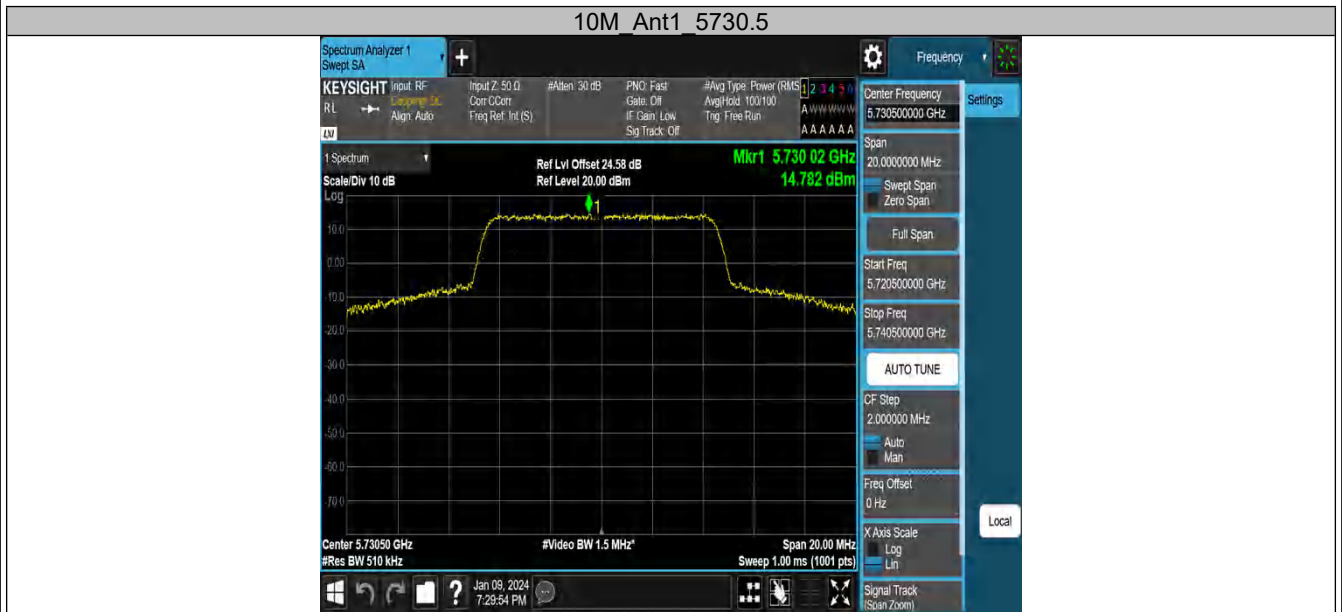 10M_Ant1_5730.5
Spectrum Analyzer 1
Swept SA
+
Frequency
KEYSIGHT
RL
LXI
Input: RF
Coupling: DC
Align: Auto
Input Z: 50 Ω
Corr CCorr
Freq Ref: Int (S)
#Atten: 30 dB
PNO: Fast
Gate: Off
IF Gain: Low
Sig Track: Off
#Avg Type: Power (RMS
Avg|Hold: 100/100
Trig: Free Run
1 2 3 4 5 6
A W W W W W
A A A A A A
Center Frequency
5.730500000 GHz
Settings
Span
20.0000000 MHz
Swept Span
Zero Span
Full Span
Start Freq
5.720500000 GHz
Stop Freq
5.740500000 GHz
AUTO TUNE
CF Step
2.000000 MHz
Auto
Man
Freq Offset
0 Hz
X Axis Scale
Log
Lin
Signal Track
(Span Zoom)
Local
1 Spectrum
Scale/Div 10 dB
Log
Ref Lvl Offset 24.58 dB
Ref Level 20.00 dBm
Mkr1 5.730 02 GHz
14.782 dBm
1
10.0
0.00
-10.0
-20.0
-30.0
-40.0
-50.0
-60.0
-70.0
Center 5.73050 GHz
#Res BW 510 kHz
#Video BW 1.5 MHz*
Span 20.00 MHz
Sweep 1.00 ms (1001 pts)
?
Jan 09, 2024
7:29:54 PM